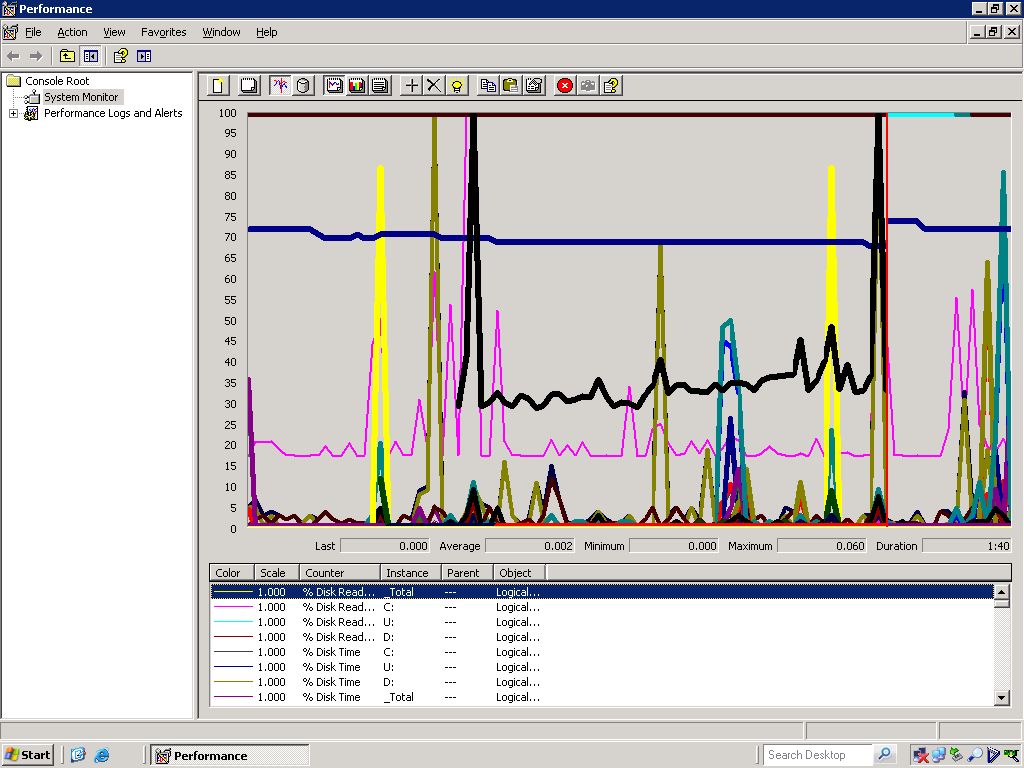 Performance
File Action View Favorites Window Help
Console Root
System Monitor
Performance Logs and Alerts
100
95
90
85
80
75
70
65
60
55
50
45
40
35
30
25
20
15
10
5
0
Last 0.000 Average 0.002 Minimum 0.000 Maximum 0.060 Duration 1:40
Color Scale Counter Instance Parent Object
1.000 % Disk Read... _Total --- Logical...
1.000 % Disk Read... C: --- Logical...
1.000 % Disk Read... U: --- Logical...
1.000 % Disk Read... D: --- Logical...
1.000 % Disk Time C: --- Logical...
1.000 % Disk Time U: --- Logical...
1.000 % Disk Time D: --- Logical...
1.000 % Disk Time _Total --- Logical...
Start Performance Search Desktop